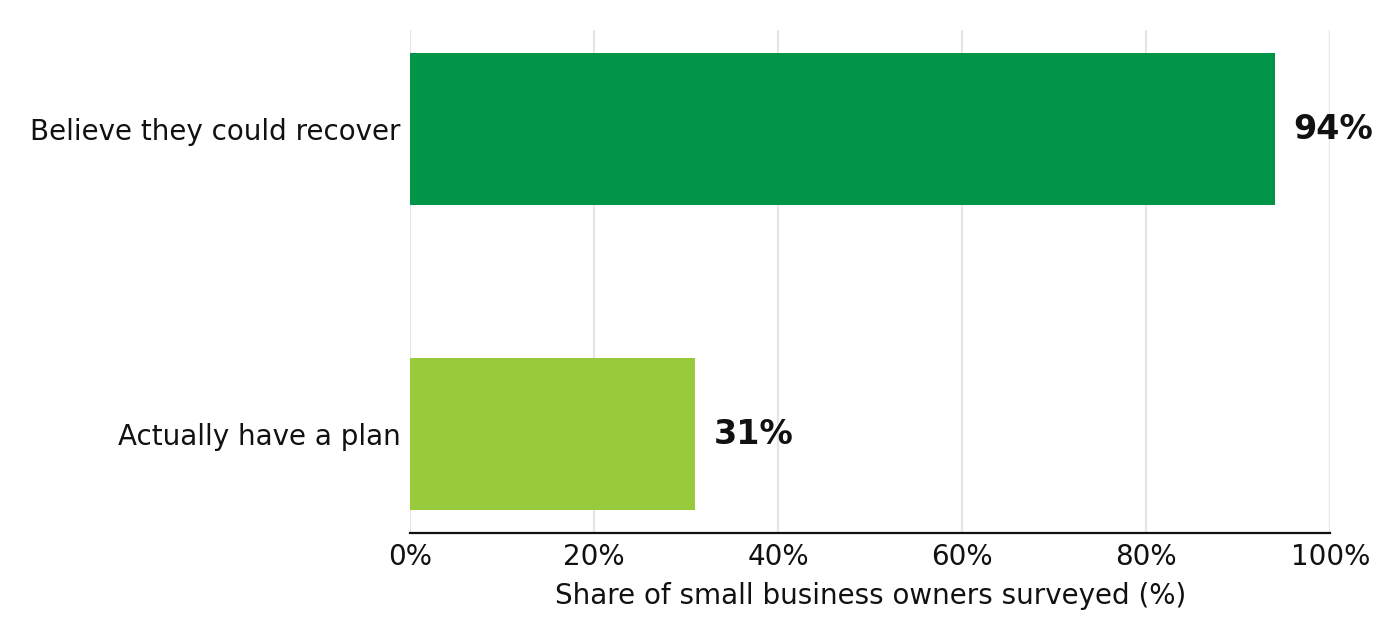 Believe they could recover
94%
Actually have a plan
31%
0% 20% 40% 60% 80% 100%
Share of small business owners surveyed (%)